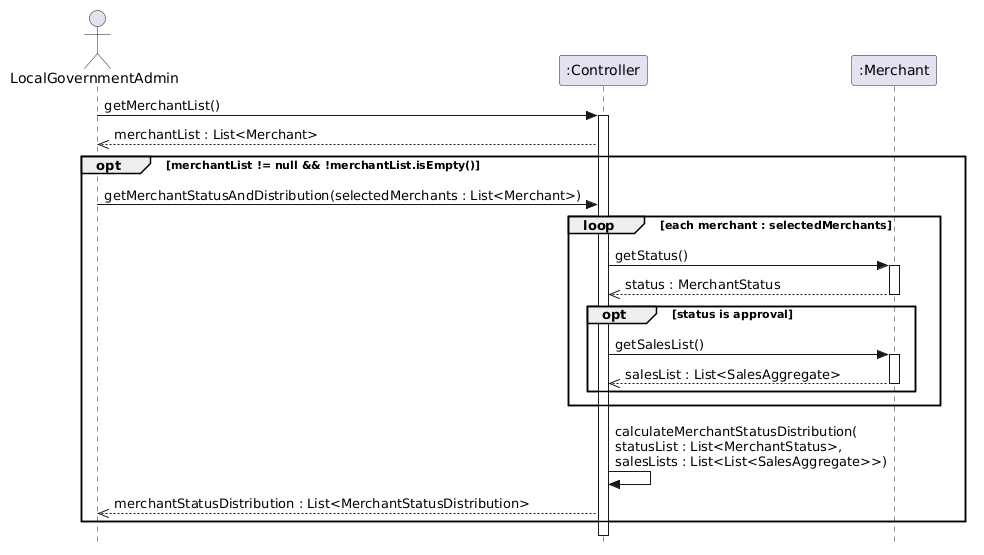 LocalGovernmentAdmin
:Controller
:Merchant
getMerchantList()
merchantList : List<Merchant>
opt
[merchantList != null && !merchantList.isEmpty()]
getMerchantStatusAndDistribution(selectedMerchants : List<Merchant>)
loop
[each merchant : selectedMerchants]
getStatus()
status : MerchantStatus
opt
[status is approval]
getSalesList()
salesList : List<SalesAggregate>
calculateMerchantStatusDistribution(
statusList : List<MerchantStatus>,
salesLists : List<List<SalesAggregate>>)
merchantStatusDistribution : List<MerchantStatusDistribution>